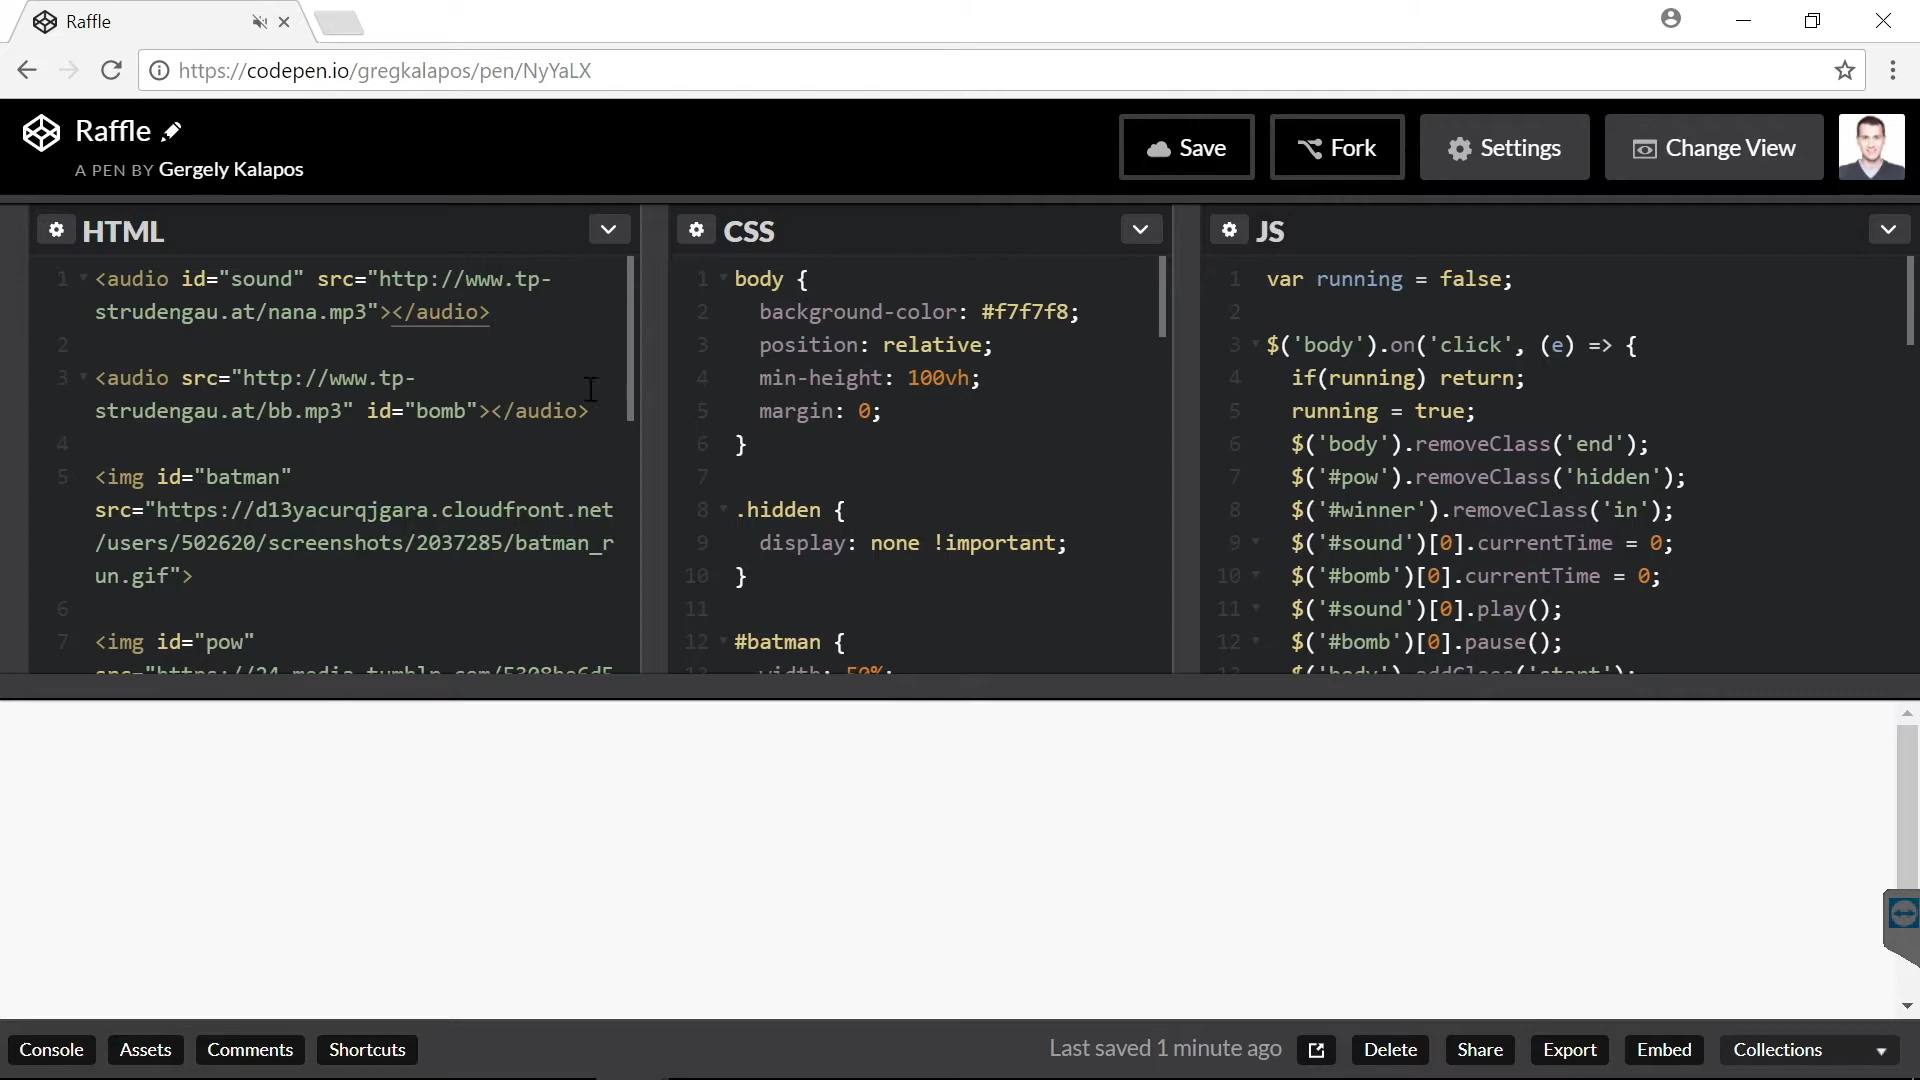 Raffle
https://codepen.io/gregkalapos/pen/NyYaLX
Raffle
A PEN BY Gergely Kalapos
Save
Fork
Settings
Change View
HTML
1 <audio id="sound" src="http://www.tp-
strudengau.at/nana.mp3"></audio>
2
3 <audio src="http://www.tp-
strudengau.at/bb.mp3" id="bomb"></audio>
4
5 <img id="batman"
src="https://d13yacurqjgara.cloudfront.net
/users/502620/screenshots/2037285/batman_r
un.gif">
6
7 <img id="pow"
CSS
1 body {
2 background-color: #f7f7f8;
3 position: relative;
4 min-height: 100vh;
5 margin: 0;
6 }
7
8 .hidden {
9 display: none !important;
10 }
11
12 #batman {
13 width: 50%;
JS
1 var running = false;
2
3 $('body').on('click', (e) => {
4 if(running) return;
5 running = true;
6 $('body').removeClass('end');
7 $('#pow').removeClass('hidden');
8 $('#winner').removeClass('in');
9 $('#sound')[0].currentTime = 0;
10 $('#bomb')[0].currentTime = 0;
11 $('#sound')[0].play();
12 $('#bomb')[0].pause();
13 $('body').addClass('start');
Console
Assets
Comments
Shortcuts
Last saved 1 minute ago
Delete
Share
Export
Embed
Collections